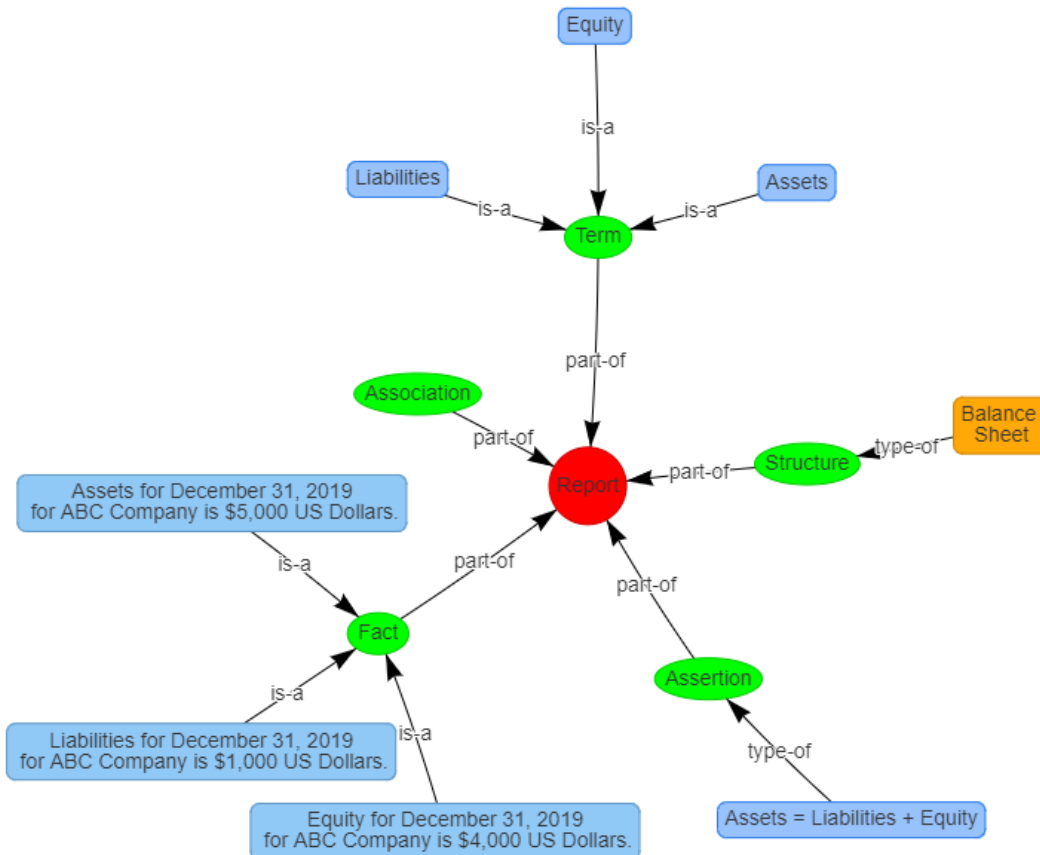 Equity
is-a
Liabilities
Assets
is-a
is-a
Term
part-of
Association
Balance
Sheet
part-of
type-of
Structure
part-of
Report
Assets for December 31, 2019
for ABC Company is $5,000 US Dollars.
is-a
part-of
part-of
Fact
Assertion
is-a
is-a
Liabilities for December 31, 2019
for ABC Company is $1,000 US Dollars.
type-of
Equity for December 31, 2019
for ABC Company is $4,000 US Dollars.
Assets = Liabilities + Equity